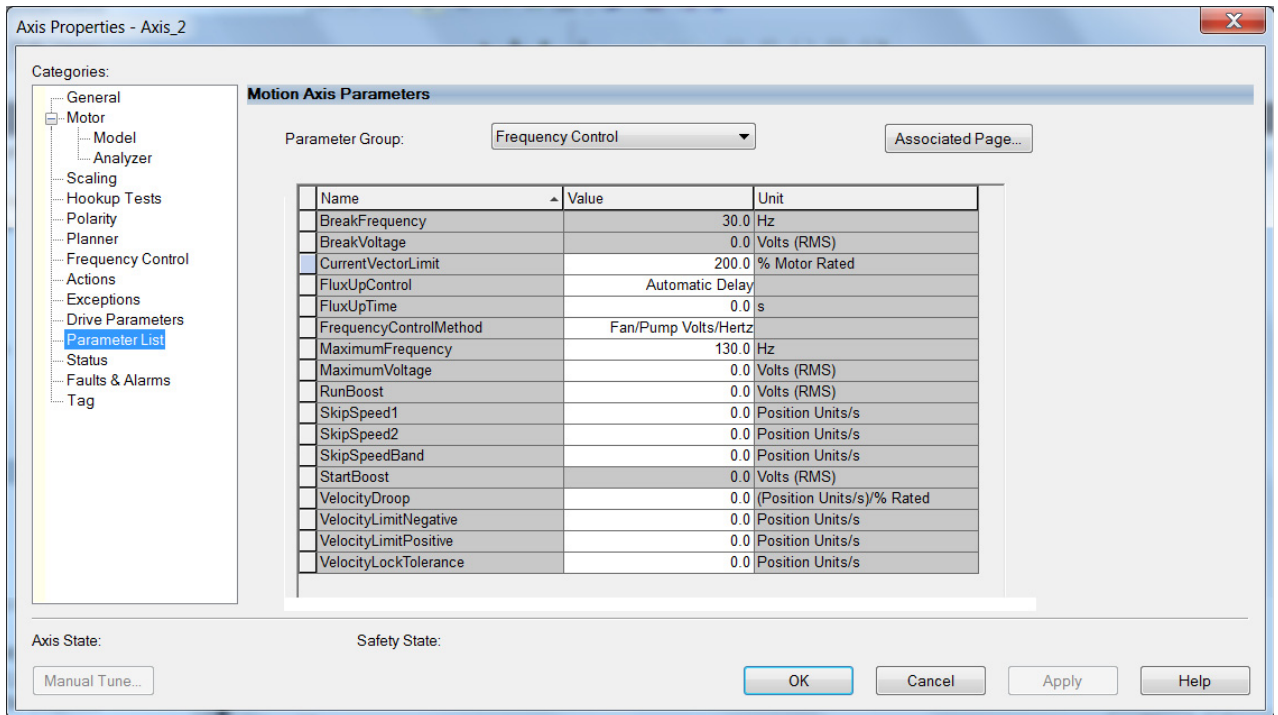 Axis Properties - Axis_2
X
Categories:
General
Motor
Model
Analyzer
Scaling
Hookup Tests
Polarity
Planner
Frequency Control
Actions
Exceptions
Drive Parameters
Parameter List
Status
Faults & Alarms
Tag
Motion Axis Parameters
Parameter Group: Frequency Control Associated Page...
Name Value Unit
BreakFrequency 30.0 Hz
BreakVoltage 0.0 Volts (RMS)
CurrentVectorLimit 200.0 % Motor Rated
FluxUpControl Automatic Delay
FluxUpTime 0.0 s
FrequencyControlMethod Fan/Pump Volts/Hertz
MaximumFrequency 130.0 Hz
MaximumVoltage 0.0 Volts (RMS)
RunBoost 0.0 Volts (RMS)
SkipSpeed1 0.0 Position Units/s
SkipSpeed2 0.0 Position Units/s
SkipSpeedBand 0.0 Position Units/s
StartBoost 0.0 Volts (RMS)
VelocityDroop 0.0 (Position Units/s)/% Rated
VelocityLimitNegative 0.0 Position Units/s
VelocityLimitPositive 0.0 Position Units/s
VelocityLockTolerance 0.0 Position Units/s
Axis State: Safety State:
Manual Tune... OK Cancel Apply Help